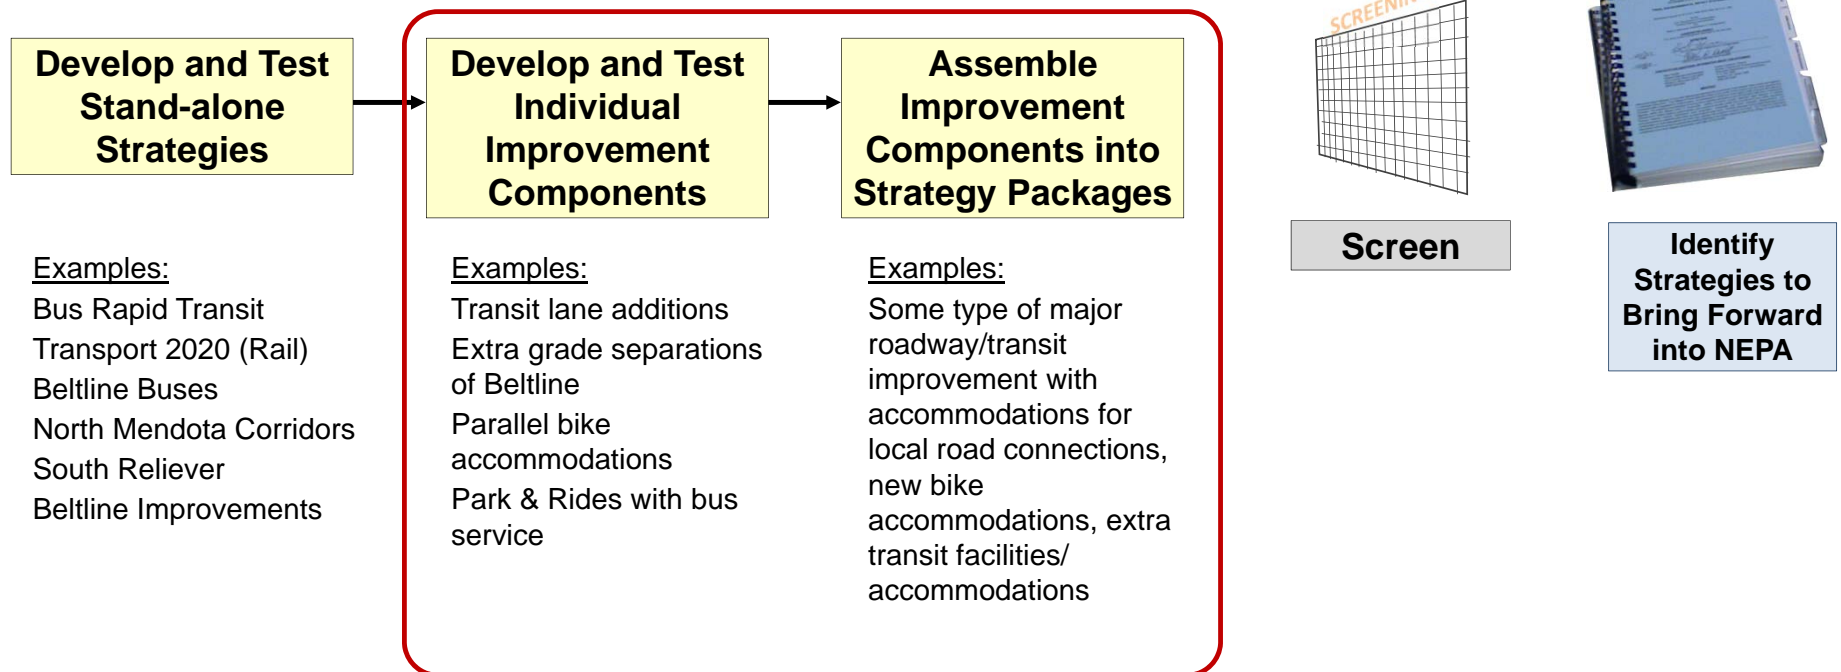 Develop and Test
Stand-alone
Strategies
Examples:
Bus Rapid Transit
Transport 2020 (Rail)
Beltline Buses
North Mendota Corridors
South Reliever
Beltline Improvements
Develop and Test
Individual
Improvement
Components
Examples:
Transit lane additions
Extra grade separations
of Beltline
Parallel bike
accommodations
Park & Rides with bus
service
Assemble
Improvement
Components into
Strategy Packages
Examples:
Some type of major
roadway/transit
improvement with
accommodations for
local road connections,
new bike
accommodations, extra
transit facilities/
accommodations
Screen
Identify
Strategies to
Bring Forward
into NEPA